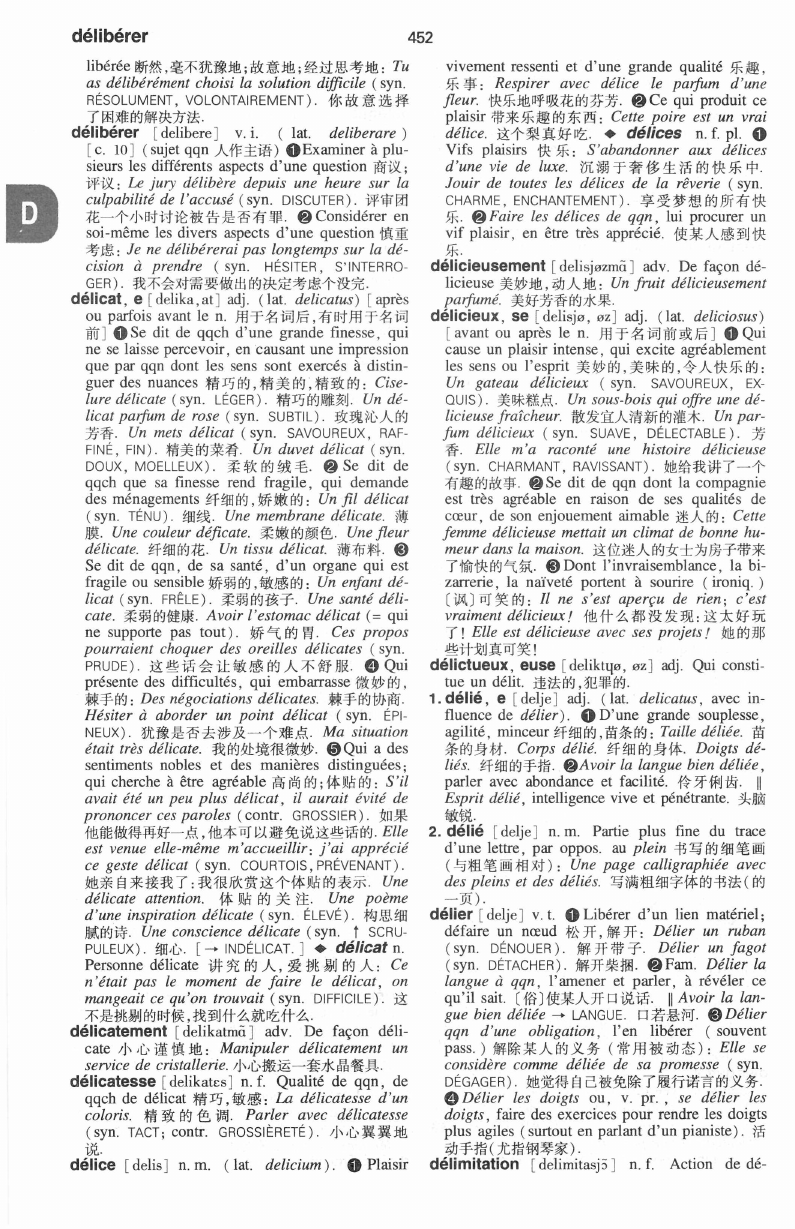 délibérer
452
libérée 断然,毫不犹豫地;故意地;经过思考地: Tu
as délibérément choisi la solution difficile (syn.
RÉSOLUMENT, VOLONTAIREMENT). 你故意选择
了困难的解决方法.
délibérer [delibere] v. i. ( lat. deliberare )
[c. 10] (sujet qqn 人作主语) ❶Examiner à plu-
sieurs les différents aspects d'une question 商议;
评议: Le jury délibère depuis une heure sur la
culpabilité de l'accusé (syn. DISCUTER). 评审团
花一个小时讨论被告是否有罪. ❷Considérer en
soi-même les divers aspects d'une question 慎重
考虑: Je ne délibérerai pas longtemps sur la dé-
cision à prendre ( syn. HÉSITER, S'INTERRO-
GER). 我不会对需要做出的决定考虑个没完.
délicat, e [delika,at] adj. (lat. delicatus) [après
ou parfois avant le n. 用于名词后,有时用于名词
前] ❶Se dit de qqch d'une grande finesse, qui
ne se laisse percevoir, en causant une impression
que par qqn dont les sens sont exercés à distin-
guer des nuances 精巧的,精美的,精致的: Cise-
lure délicate (syn. LÉGER). 精巧的雕刻. Un dé-
licat parfum de rose (syn. SUBTIL). 玫瑰沁人的
芳香. Un mets délicat (syn. SAVOUREUX, RAF-
FINÉ, FIN). 精美的菜肴. Un duvet délicat (syn.
DOUX, MOELLEUX). 柔软的绒毛. ❷ Se dit de
qqch que sa finesse rend fragile, qui demande
des ménagements 纤细的,娇嫩的: Un fil délicat
(syn. TÉNU). 细线. Une membrane délicate. 薄
膜. Une couleur déficate. 柔嫩的颜色. Une fleur
délicate. 纤细的花. Un tissu délicat. 薄布料. ❸
Se dit de qqn, de sa santé, d'un organe qui est
fragile ou sensible 娇弱的,敏感的: Un enfant dé-
licat (syn. FRÊLE). 柔弱的孩子. Une santé déli-
cate. 柔弱的健康. Avoir l'estomac délicat (= qui
ne supporte pas tout). 娇气的胃. Ces propos
pourraient choquer des oreilles délicates (syn.
PRUDE). 这些话会让敏感的人不舒服. ❹ Qui
présente des difficultés, qui embarrasse 微妙的,
棘手的: Des négociations délicates. 棘手的协商.
Hésiter à aborder un point délicat ( syn. ÉPI-
NEUX). 犹豫是否去涉及一个难点. Ma situation
était très délicate. 我的处境很微妙. ❺Qui a des
sentiments nobles et des manières distinguées;
qui cherche à être agréable 高尚的;体贴的: S'il
avait été un peu plus délicat, il aurait évité de
prononcer ces paroles (contr. GROSSIER). 如果
他能做得再好一点,他本可以避免说这些话的. Elle
est venue elle-même m'accueillir: j'ai apprécié
ce geste délicat ( syn. COURTOIS, PRÉVENANT).
她亲自来接我了:我很欣赏这个体贴的表示. Une
délicate attention. 体贴的关注. Une poème
d'une inspiration délicate (syn. ÉLEVÉ). 构思细
腻的诗. Une conscience délicate (syn. ↑ SCRU-
PULEUX). 细心. [→ INDÉLICAT. ] ◆ délicat n.
Personne délicate 讲究的人,爱挑剔的人: Ce
n'était pas le moment de faire le délicat, on
mangeait ce qu'on trouvait (syn. DIFFICILE). 这
不是挑剔的时候,找到什么就吃什么.
délicatement [delikatmã] adv. De façon déli-
cate 小心谨慎地: Manipuler délicatement un
service de cristallerie. 小心搬运一套水晶餐具.
délicatesse [delikatɛs] n. f. Qualité de qqn, de
qqch de délicat 精巧,敏感: La délicatesse d'un
coloris. 精致的色调. Parler avec délicatesse
(syn. TACT; contr. GROSSIÈRETÉ). 小心翼翼地
说.
délice [delis] n. m. ( lat. delicium). ❶ Plaisir
D
vivement ressenti et d'une grande qualité 乐趣,
乐事: Respirer avec délice le parfum d'une
fleur. 快乐地呼吸花的芬芳. ❷Ce qui produit ce
plaisir 带来乐趣的东西: Cette poire est un vrai
délice. 这个梨真好吃. ◆ délices n. f. pl. ❶
Vifs plaisirs 快乐: S'abandonner aux délices
d'une vie de luxe. 沉溺于奢侈生活的快乐中.
Jouir de toutes les délices de la rêverie (syn.
CHARME, ENCHANTEMENT). 享受梦想的所有快
乐. ❷Faire les délices de qqn, lui procurer un
vif plaisir, en être très apprécié. 使某人感到快
乐.
délicieusement [delisjøzmã] adv. De façon dé-
licieuse 美妙地,动人地: Un fruit délicieusement
parfumé. 美好芳香的水果.
délicieux, se [delisjø, øz] adj. (lat. deliciosus)
[avant ou après le n. 用于名词前或后] ❶ Qui
cause un plaisir intense, qui excite agréablement
les sens ou l'esprit 美妙的,美味的,令人快乐的:
Un gateau délicieux ( syn. SAVOUREUX, EX-
QUIS). 美味糕点. Un sous-bois qui offre une dé-
licieuse fraîcheur. 散发宜人清新的灌木. Un par-
fum délicieux ( syn. SUAVE, DÉLECTABLE). 芳
香. Elle m'a raconté une histoire délicieuse
(syn. CHARMANT, RAVISSANT). 她给我讲了一个
有趣的故事. ❷Se dit de qqn dont la compagnie
est très agréable en raison de ses qualités de
cœur, de son enjouement aimable 迷人的: Cette
femme délicieuse mettait un climat de bonne hu-
meur dans la maison. 这位迷人的女士为房子带来
了愉快的气氛. ❸Dont l'invraisemblance, la bi-
zarrerie, la naïveté portent à sourire ( ironiq. )
〔讽〕可笑的: Il ne s'est aperçu de rien; c'est
vraiment délicieux! 他什么都没发现:这太好玩
了! Elle est délicieuse avec ses projets! 她的那
些计划真可笑!
délictueux, euse [deliktɥø, øz] adj. Qui consti-
tue un délit. 违法的,犯罪的.
1. délié, e [delje] adj. ( lat. delicatus, avec in-
fluence de délier). ❶D'une grande souplesse,
agilité, minceur 纤细的,苗条的: Taille déliée. 苗
条的身材. Corps délié. 纤细的身体. Doigts dé-
liés. 纤细的手指. ❷Avoir la langue bien déliée,
parler avec abondance et facilité. 伶牙俐齿. ‖
Esprit délié, intelligence vive et pénétrante. 头脑
敏锐.
2. délié [delje] n. m. Partie plus fine du trace
d'une lettre, par oppos. au plein 书写的细笔画
(与粗笔画相对): Une page calligraphiée avec
des pleins et des déliés. 写满粗细字体的书法(的
一页).
délier [delje] v. t. ❶ Libérer d'un lien matériel;
défaire un nœud 松开,解开: Délier un ruban
(syn. DÉNOUER). 解开带子. Délier un fagot
(syn. DÉTACHER). 解开柴捆. ❷Fam. Délier la
langue à qqn, l'amener et parler, à révéler ce
qu'il sait. 〔俗〕使某人开口说话. ‖ Avoir la lan-
gue bien déliée → LANGUE. 口若悬河. ❸Délier
qqn d'une obligation, l'en libérer ( souvent
pass. ) 解除某人的义务 (常用被动态): Elle se
considère comme déliée de sa promesse ( syn.
DÉGAGER). 她觉得自己被免除了履行诺言的义务.
❹Délier les doigts ou, v. pr. , se délier les
doigts, faire des exercices pour rendre les doigts
plus agiles (surtout en parlant d'un pianiste). 活
动手指(尤指钢琴家).
délimitation [delimitasjɔ̃] n. f. Action de dé-